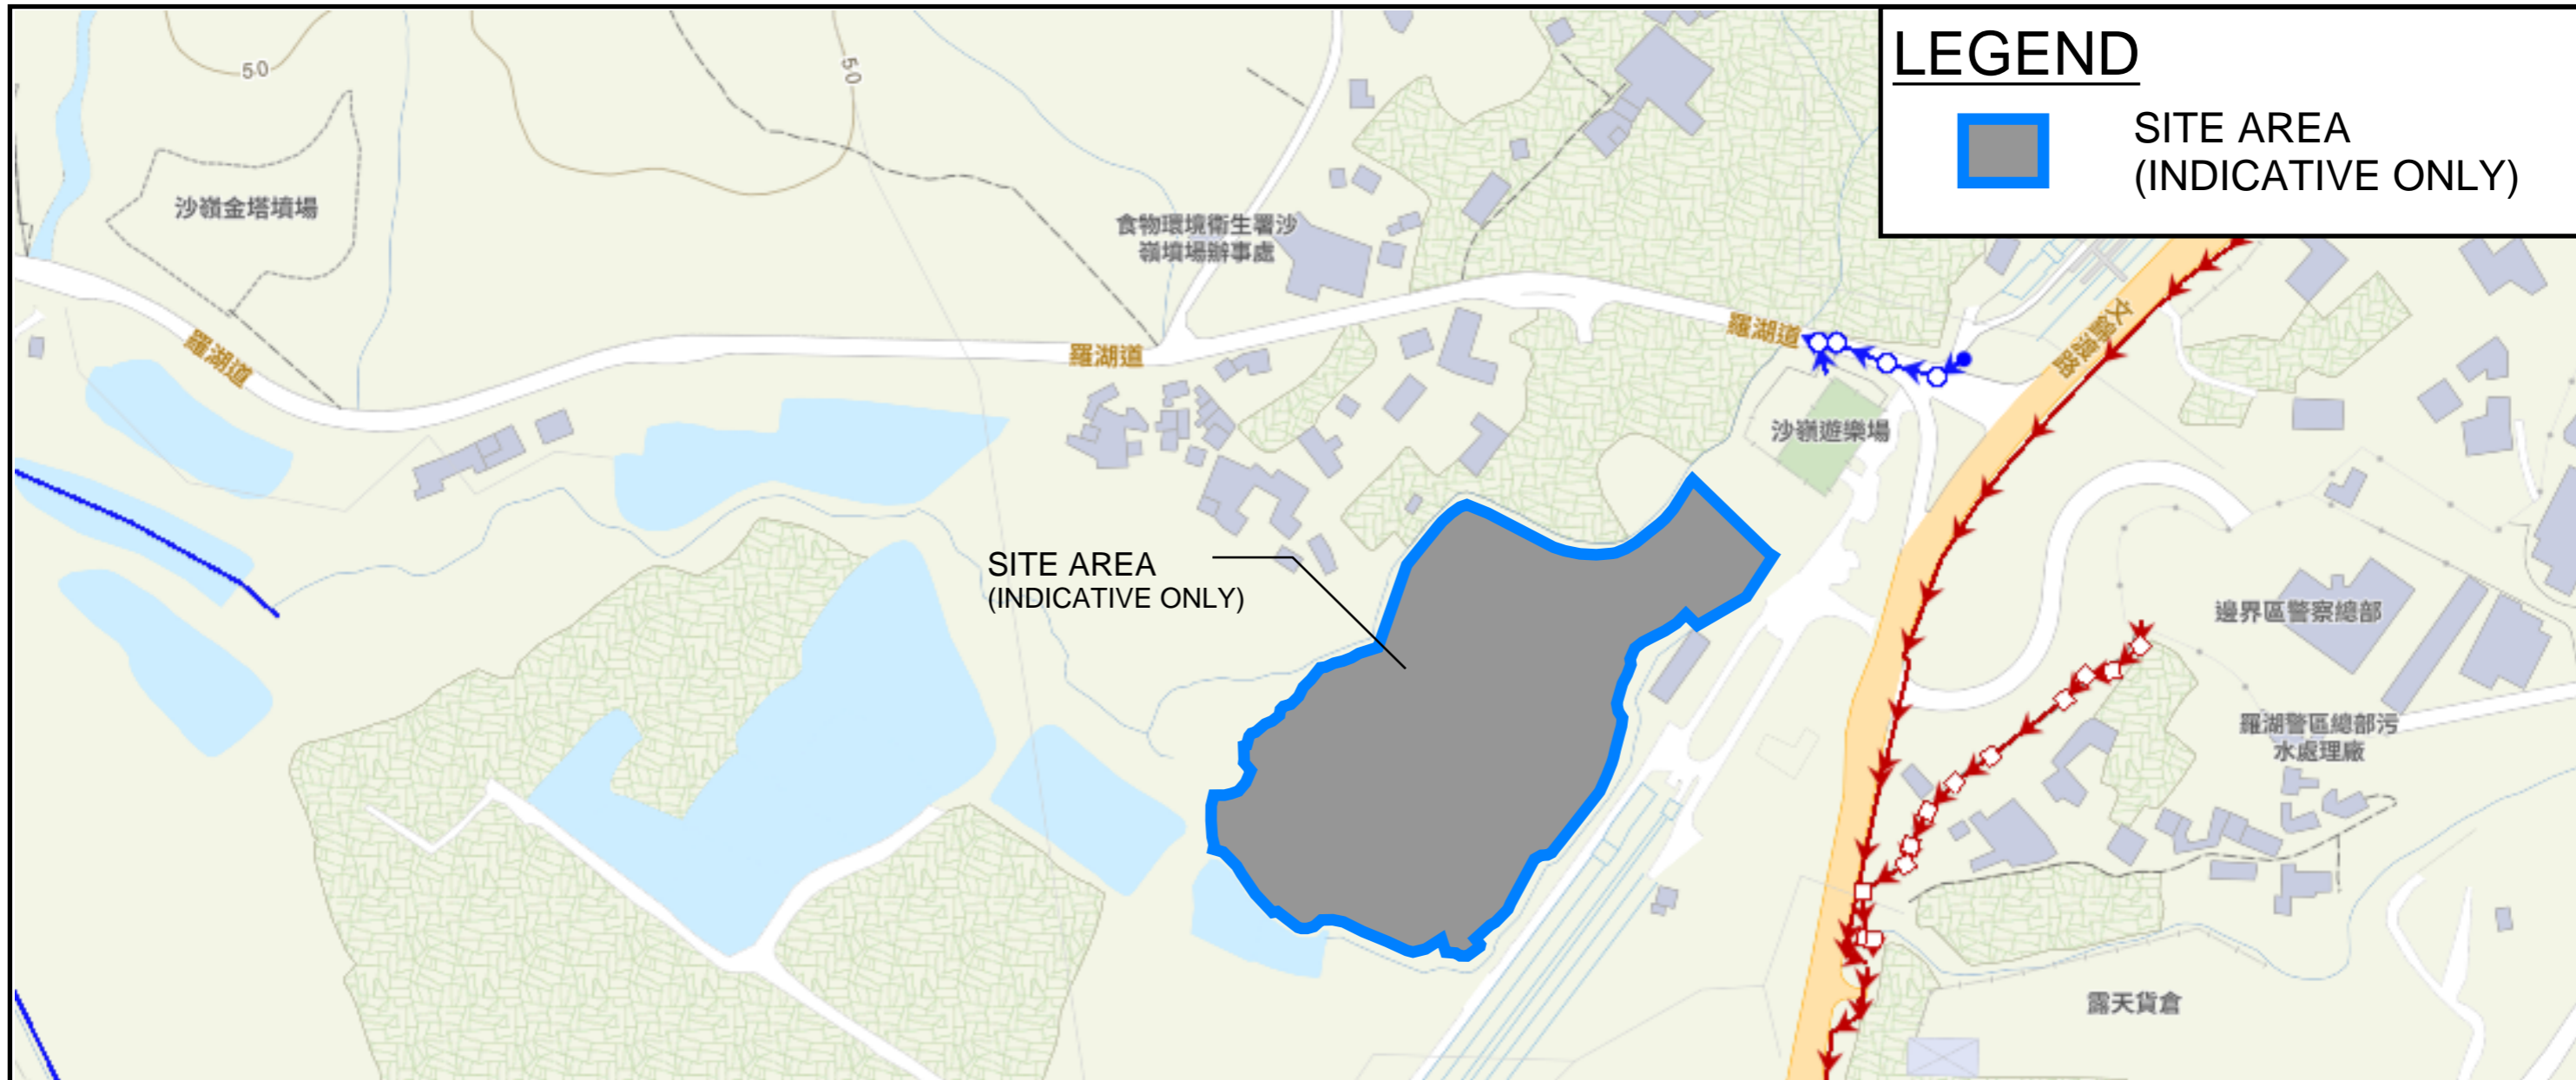 LEGEND
SITE AREA
(INDICATIVE ONLY)
50
50
沙嶺金塔墳場
食物環境衛生署沙
嶺墳場辦事處
羅湖道
羅湖道
羅湖道
文錦渡路
沙嶺遊樂場
SITE AREA
(INDICATIVE ONLY)
邊界區警察總部
羅湖警區總部污
水處理廠
露天貨倉